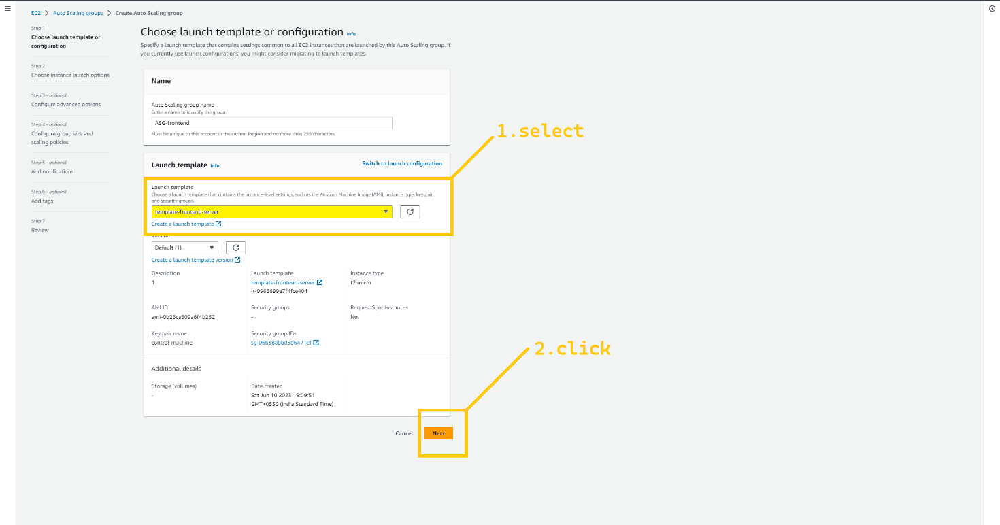 EC2 > Auto Scaling groups > Create Auto Scaling group
Step 1
Choose launch template or
configuration
Step 2
Choose instance launch options
Step 3 - optional
Configure advanced options
Step 4 - optional
Configure group size and
scaling policies
Step 5 - optional
Add notifications
Step 6 - optional
Add tags
Step 7
Review
Choose launch template or configuration Info
Specify a launch template that contains settings common to all EC2 instances that are launched by this Auto Scaling group. If
you currently use launch configurations, you might consider migrating to launch templates.
Name
Auto Scaling group name
Enter a name to identify the group.
ASG-frontend
Must be unique to this account in the current Region and no more than 255 characters.
1.select
Launch template Info
Switch to launch configuration
Launch template
Choose a launch template that contains the instance-level settings, such as the Amazon Machine Image (AMI), instance type, key pair,
and security groups.
template-frontend-server
Create a launch template
Version
Default (1)
Create a launch template version
Description
1
Launch template
template-frontend-server
lt-0965699e7f4fce404
Instance type
t2.micro
AMI ID
ami-0b26ca509a6f4b252
Security groups
-
Request Spot Instances
No
Key pair name
control-machine
Security group IDs
sg-06638abbd5d6471ef
2.click
Additional details
Storage (volumes)
-
Date created
Sat Jun 10 2023 19:09:51
GMT+0530 (India Standard Time)
Cancel
Next